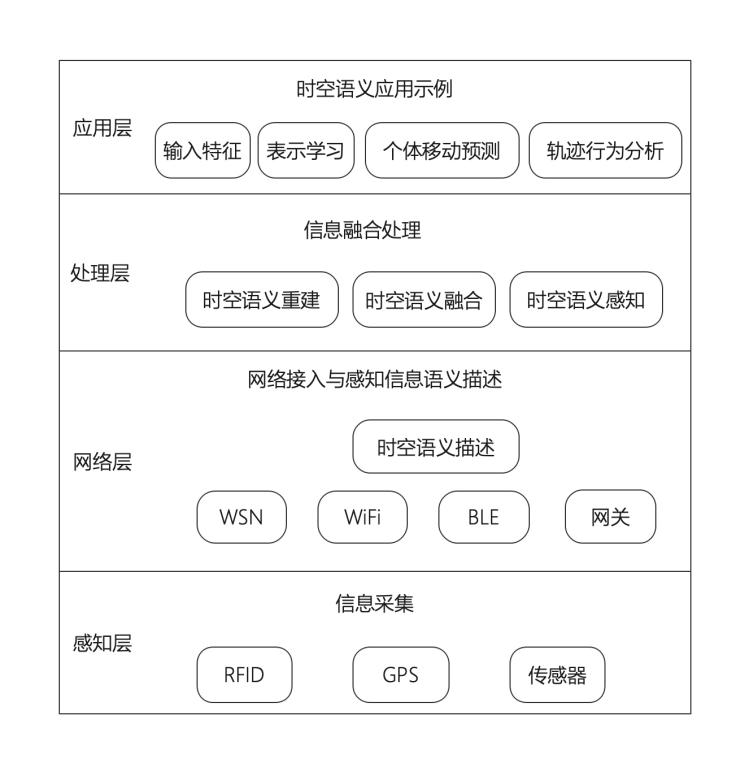 时空语义应用示例
应用层
输入特征
表示学习
个体移动预测
轨迹行为分析
信息融合处理
处理层
时空语义重建
时空语义融合
时空语义感知
网络接入与感知信息语义描述
时空语义描述
网络层
WSN
WiFi
BLE
网关
信息采集
感知层
RFID
GPS
传感器